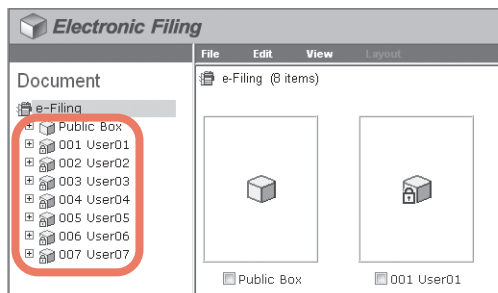 Electronic Filing
File Edit View Layout
Document
e-Filing
Public Box
001 User01
002 User02
003 User03
004 User04
005 User05
006 User06
007 User07
e-Filing (8 items)
Public Box
001 User01